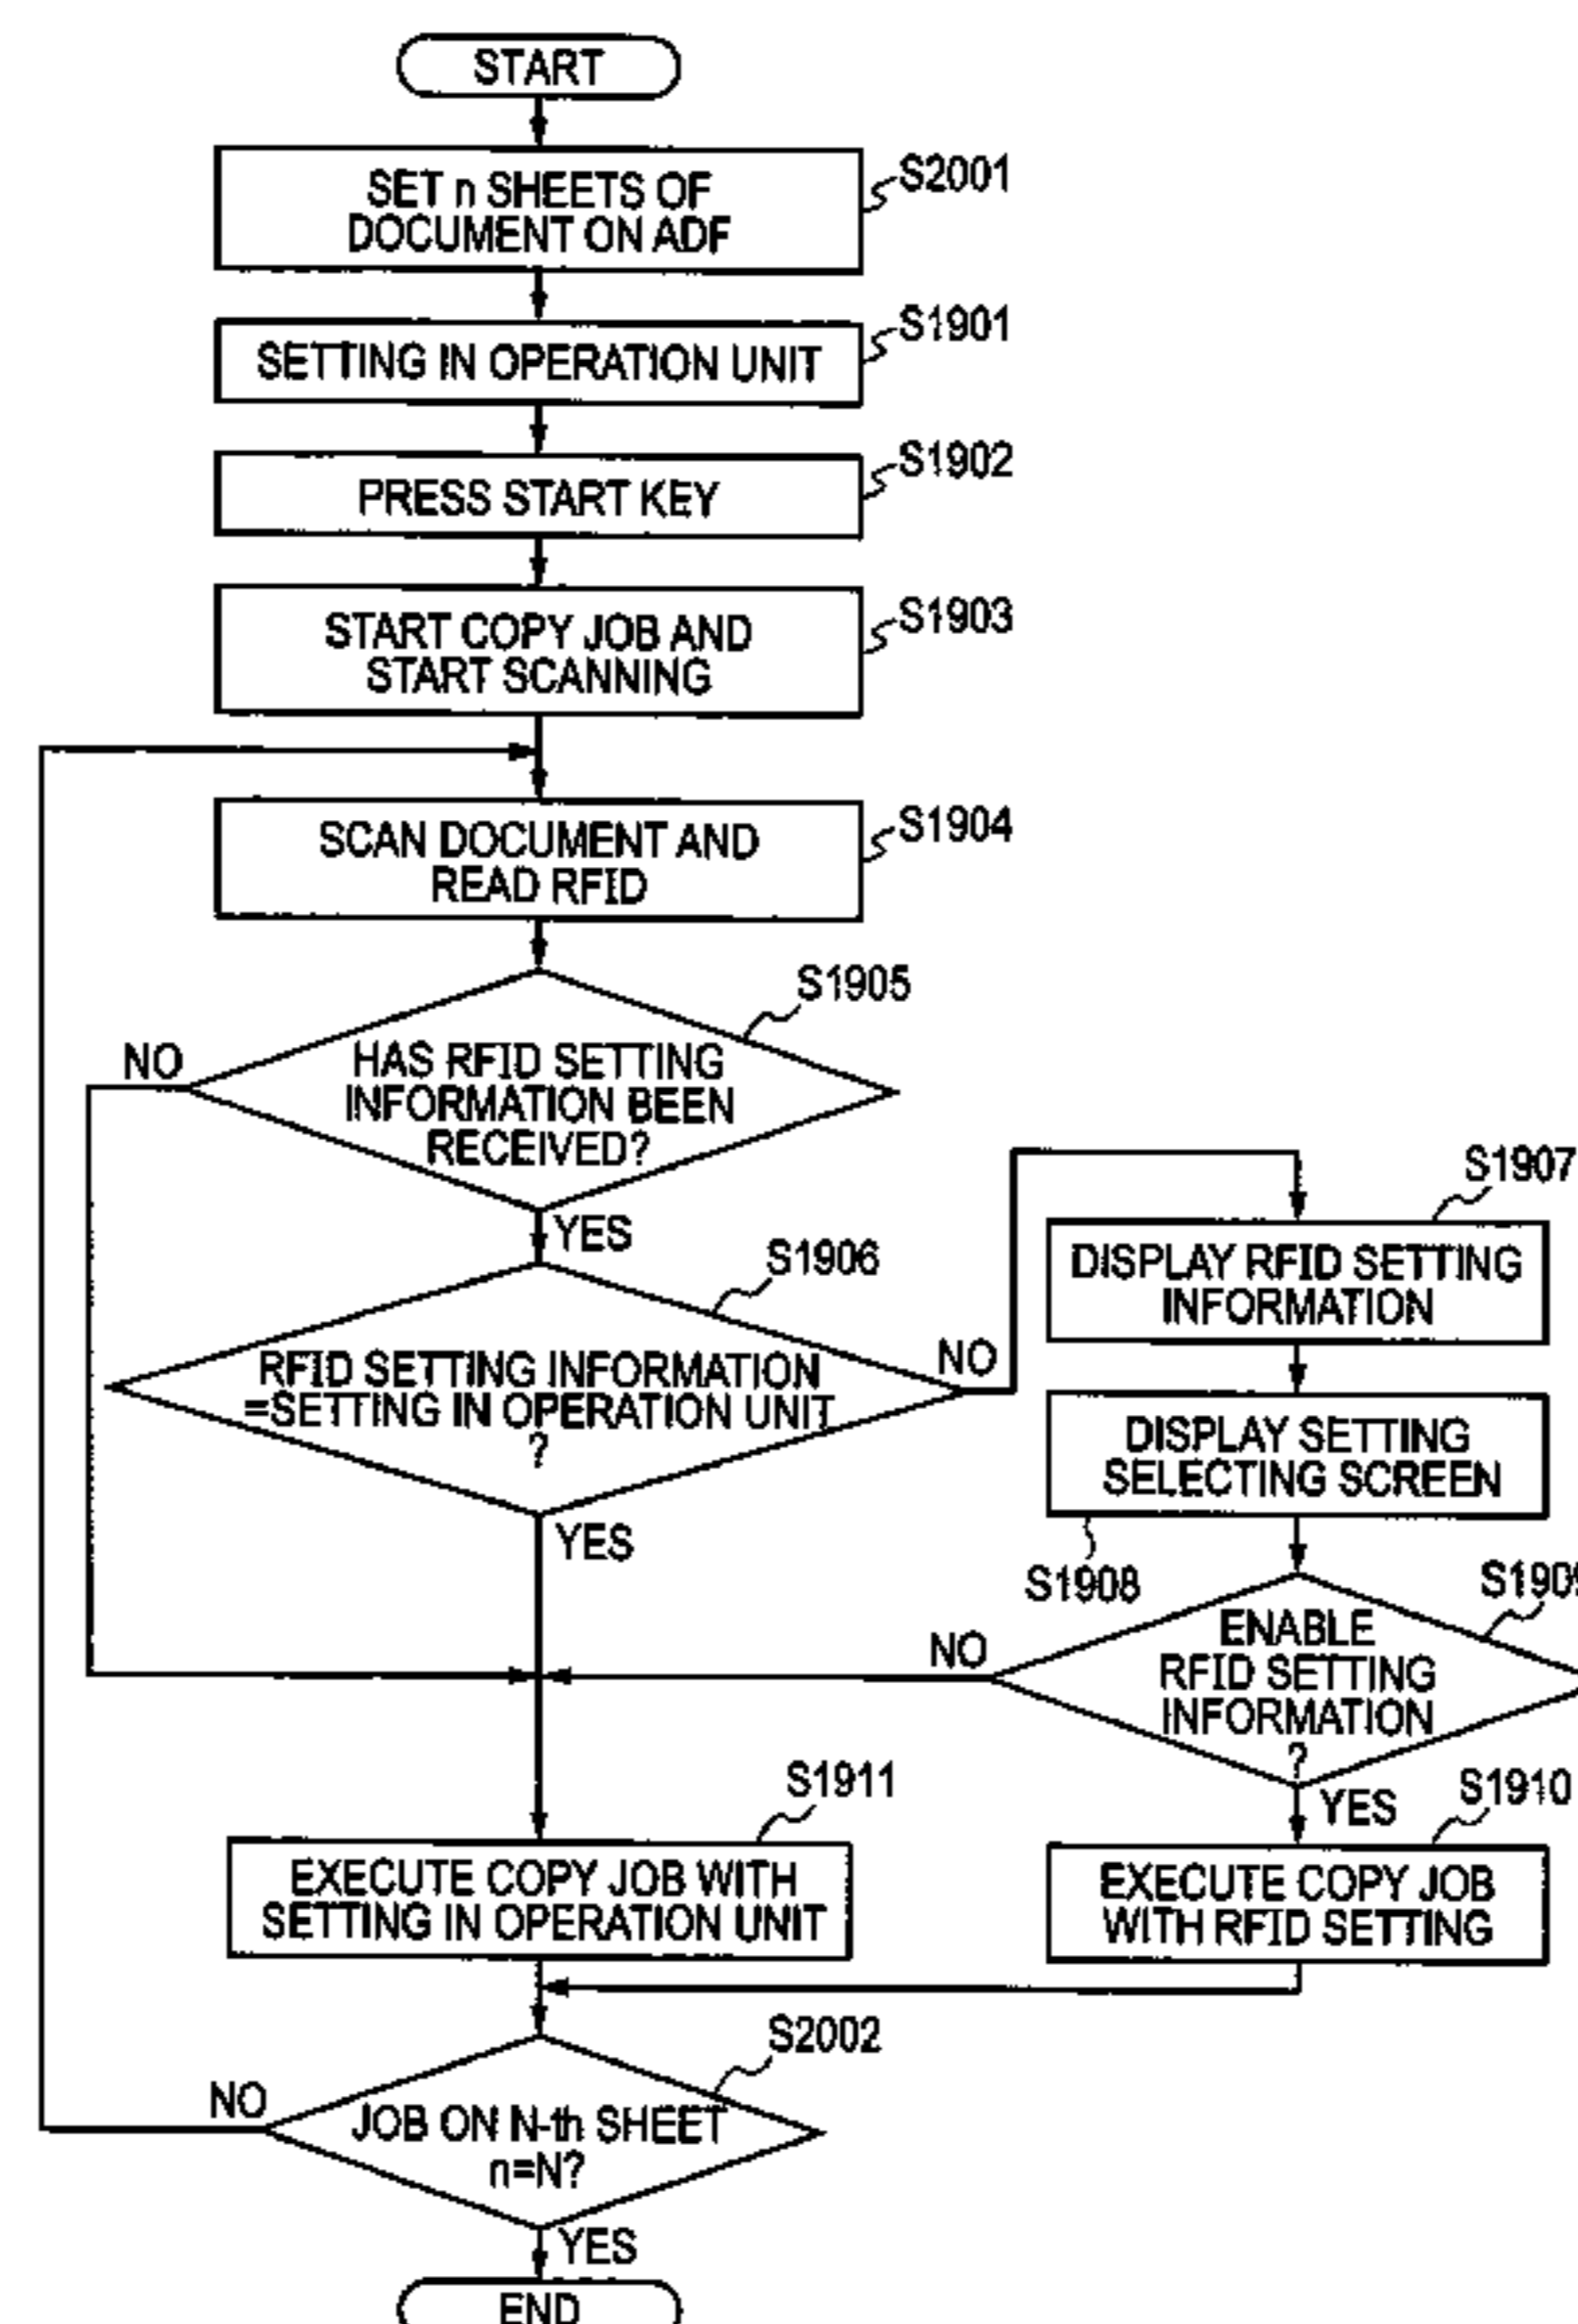 START
SET n SHEETS OF
DOCUMENT ON ADF
S2001
SETTING IN OPERATION UNIT
S1901
PRESS START KEY
S1902
START COPY JOB AND
START SCANNING
S1903
SCAN DOCUMENT AND
READ RFID
S1904
S1905
NO
HAS RFID SETTING
INFORMATION BEEN
RECEIVED?
YES
S1906
RFID SETTING INFORMATION
=SETTING IN OPERATION UNIT
?
NO
YES
S1907
DISPLAY RFID SETTING
INFORMATION
DISPLAY SETTING
SELECTING SCREEN
S1908
S1909
ENABLE
RFID SETTING
INFORMATION
?
NO
YES
S1910
EXECUTE COPY JOB
WITH RFID SETTING
S1911
EXECUTE COPY JOB WITH
SETTING IN OPERATION UNIT
S2002
NO
JOB ON N-th SHEET
n=N?
YES
END